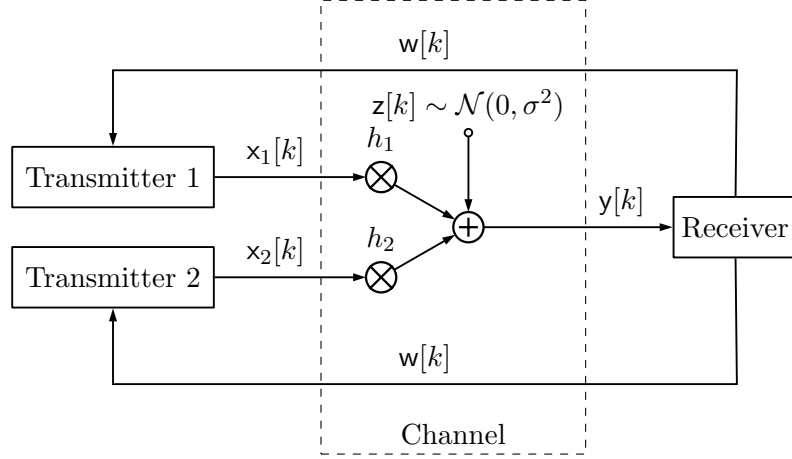 w[k]
z[k] ∼ 𝒩(0, σ²)
h₁
Transmitter 1
x₁[k]
y[k]
Receiver
h₂
Transmitter 2
x₂[k]
w[k]
Channel